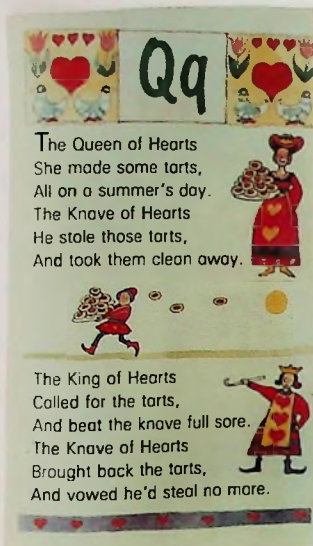 Qq
The Queen of Hearts
She made some tarts,
All on a summer's day.
The Knave of Hearts
He stole those tarts,
And took them clean away.
The King of Hearts
Called for the tarts,
And beat the knave full sore.
The Knave of Hearts
Brought back the tarts,
And vowed he'd steal no more.